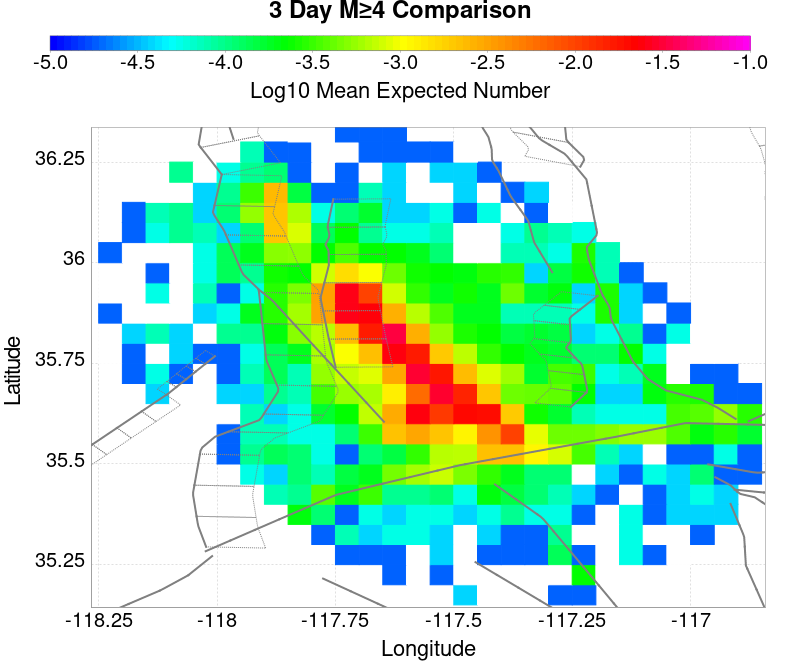 3 Day M≥4 Comparison
-5.0 -4.5 -4.0 -3.5 -3.0 -2.5 -2.0 -1.5 -1.0
Log10 Mean Expected Number
36.25
36
35.75
35.5
35.25
Latitude
-118.25 -118 -117.75 -117.5 -117.25 -117
Longitude